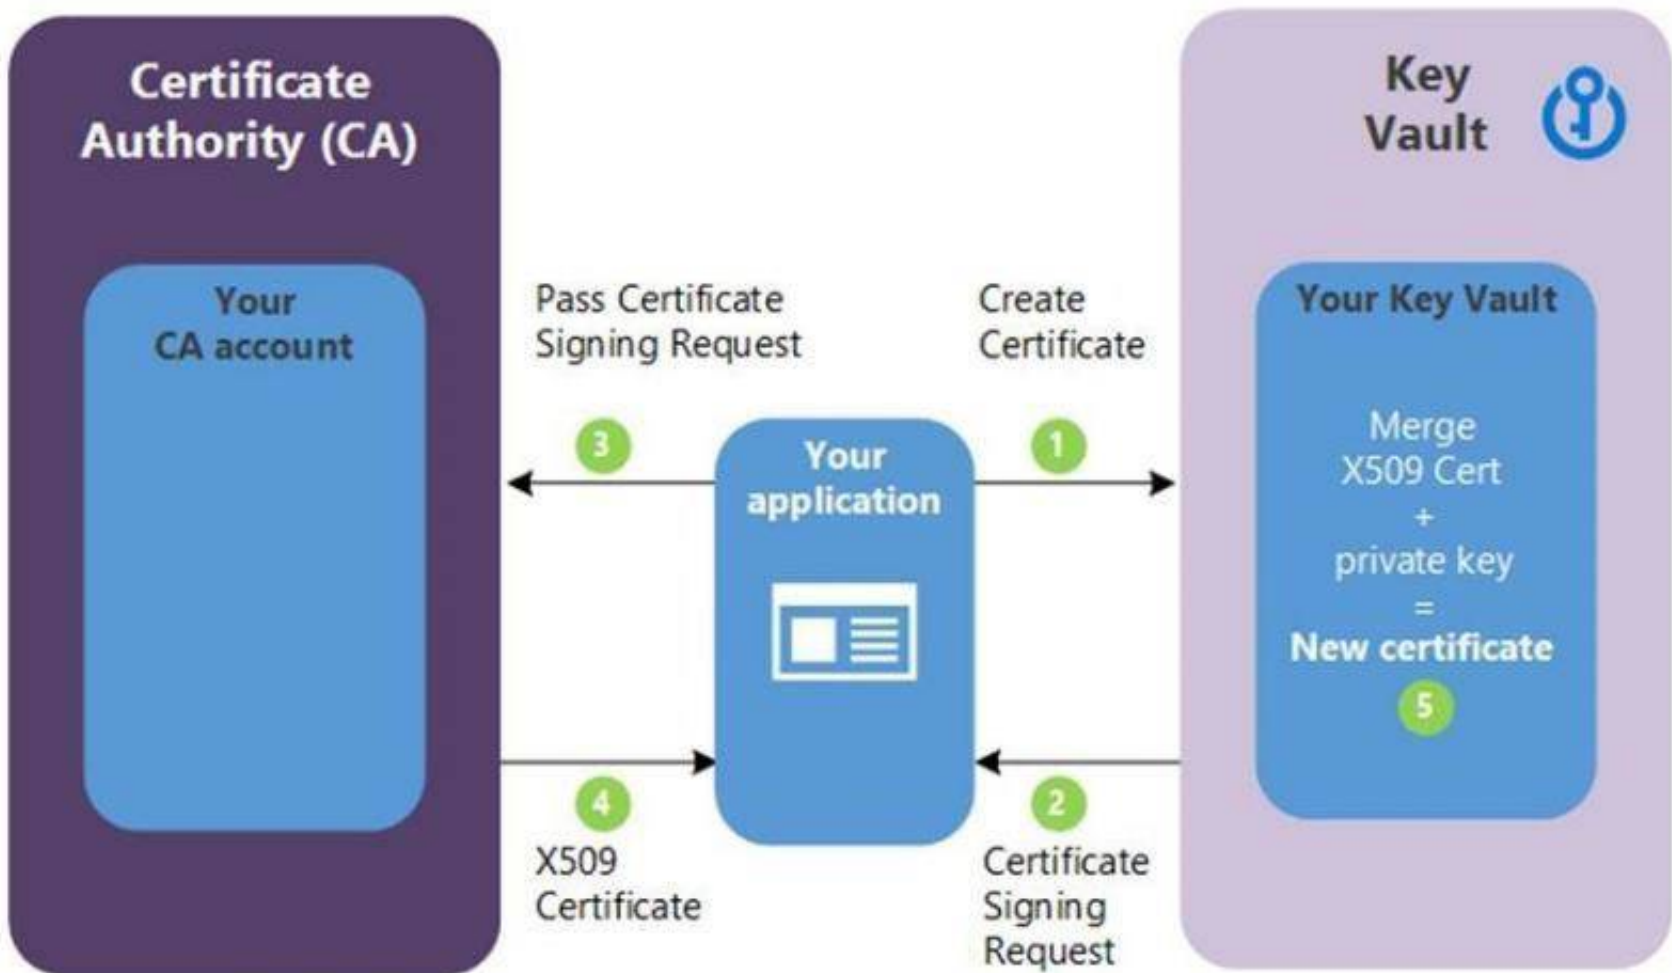 Certificate
Authority (CA)
Your
CA account
Pass Certificate
Signing Request
3
4
X509
Certificate
Your
application
Create
Certificate
1
2
Certificate
Signing
Request
Key
Vault
Your Key Vault
Merge
X509 Cert
+
private key
=
New certificate
5